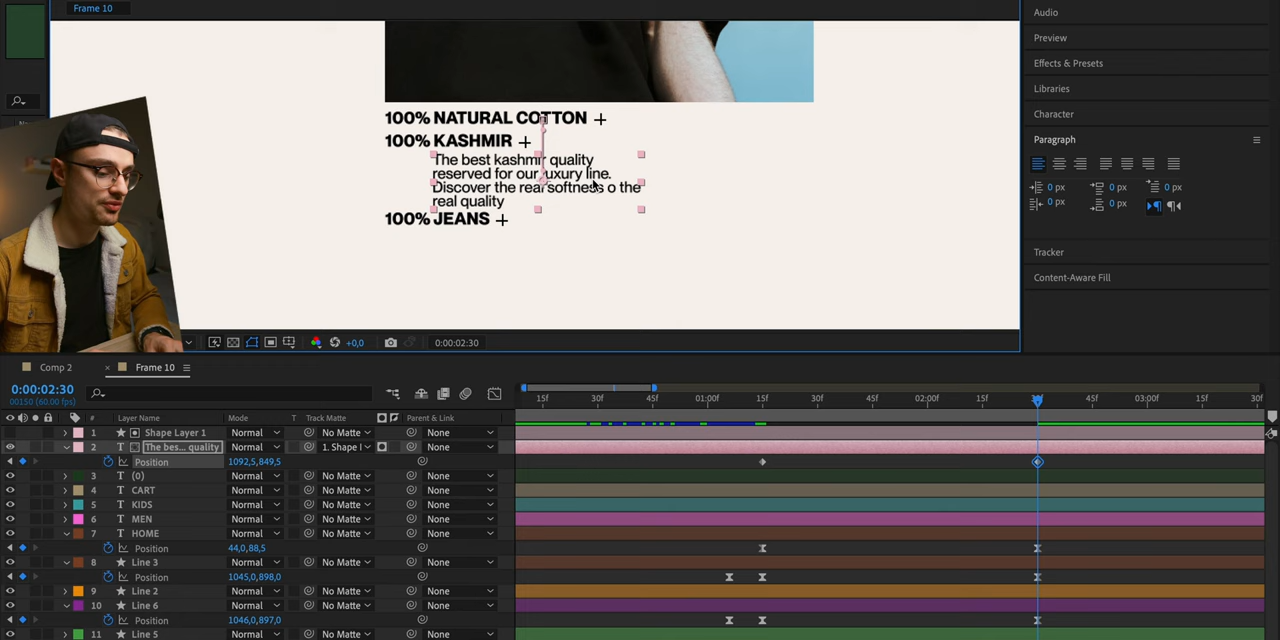 Frame 10
100% NATURAL COTTON +
100% KASHMIR +
The best kashmir quality
reserved for our luxury line.
Discover the real softness o the
real quality
100% JEANS +
Audio
Preview
Effects & Presets
Libraries
Character
Paragraph
0 px 0 px 0 px
0 px 0 px
Tracker
Content-Aware Fill
+0,0 0:00:02:30
Comp 2 × Frame 10
0:00:02:30
00150 (60.00 fps)
15f 30f 45f 01:00f 15f 30f 45f 02:00f 15f 30f 45f 03:00f 15f 30f
# Layer Name Mode T Track Matte Parent & Link
1 Shape Layer 1 Normal No Matte None
2 T The bes... quality Normal 1. Shape l None
Position 1092,5,849,5
3 T (0) Normal No Matte None
4 T CART Normal No Matte None
5 T KIDS Normal No Matte None
6 T MEN Normal No Matte None
7 T HOME Normal No Matte None
Position 44,0,88,5
8 Line 3 Normal No Matte None
Position 1045,0,898,0
9 Line 2 Normal No Matte None
10 Line 6 Normal No Matte None
Position 1046,0,897,0
11 Line 5 Normal No Matte None